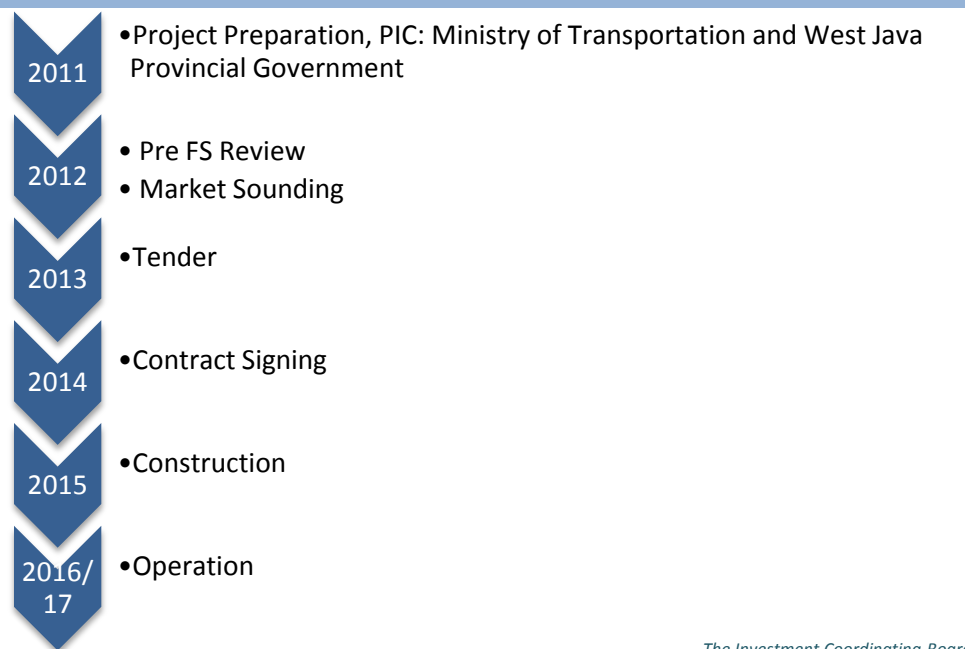 2011
•Project Preparation, PIC: Ministry of Transportation and West Java
Provincial Government
2012
• Pre FS Review
• Market Sounding
2013
•Tender
2014
•Contract Signing
2015
•Construction
2016/
17
•Operation
The Investment Coordinating Board